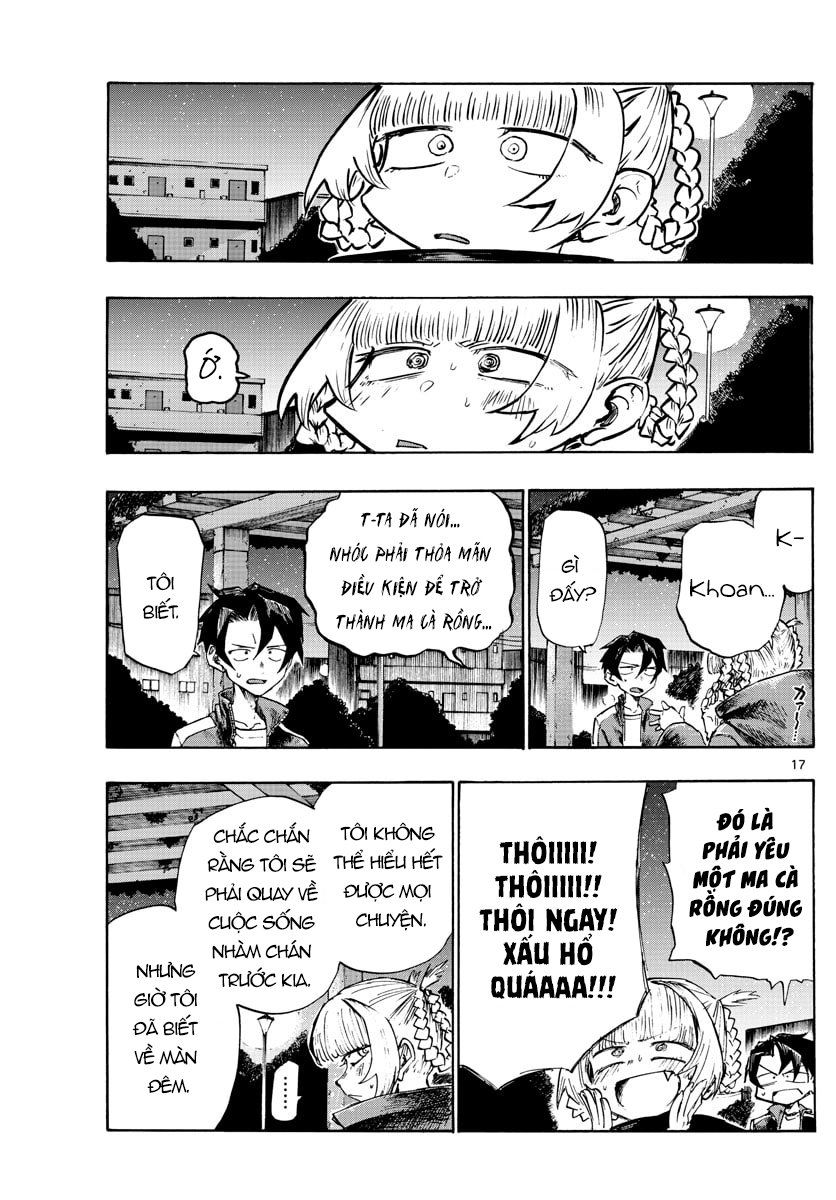 Ớ.
K-
Khoan...
GÌ
ĐẤY?
T-TA ĐÃ NÓI...
NHÓC PHẢI THỎA MÃN
ĐIỀU KIỆN ĐỂ TRỞ
THÀNH MA CÀ RỒNG...
TÔI
BIẾT.
カァ〜…
17
ĐÓ LÀ
PHẢI YÊU
MỘT MA CÀ
RỒNG ĐÚNG
KHÔNG!?
THÔIIIII!
THÔIIIII!!
THÔI NGAY!
XẤU HỔ
QUÁAAA!!!
TÔI KHÔNG
THỂ HIỂU HẾT
ĐƯỢC MỌI
CHUYỆN.
CHẮC CHẮN
RẰNG TÔI SẼ
PHẢI QUAY VỀ
CUỘC SỐNG
NHÀM CHÁN
TRƯỚC KIA.
......
NHƯNG
GIỜ TÔI
ĐÃ BIẾT
VỀ MÀN
ĐÊM.